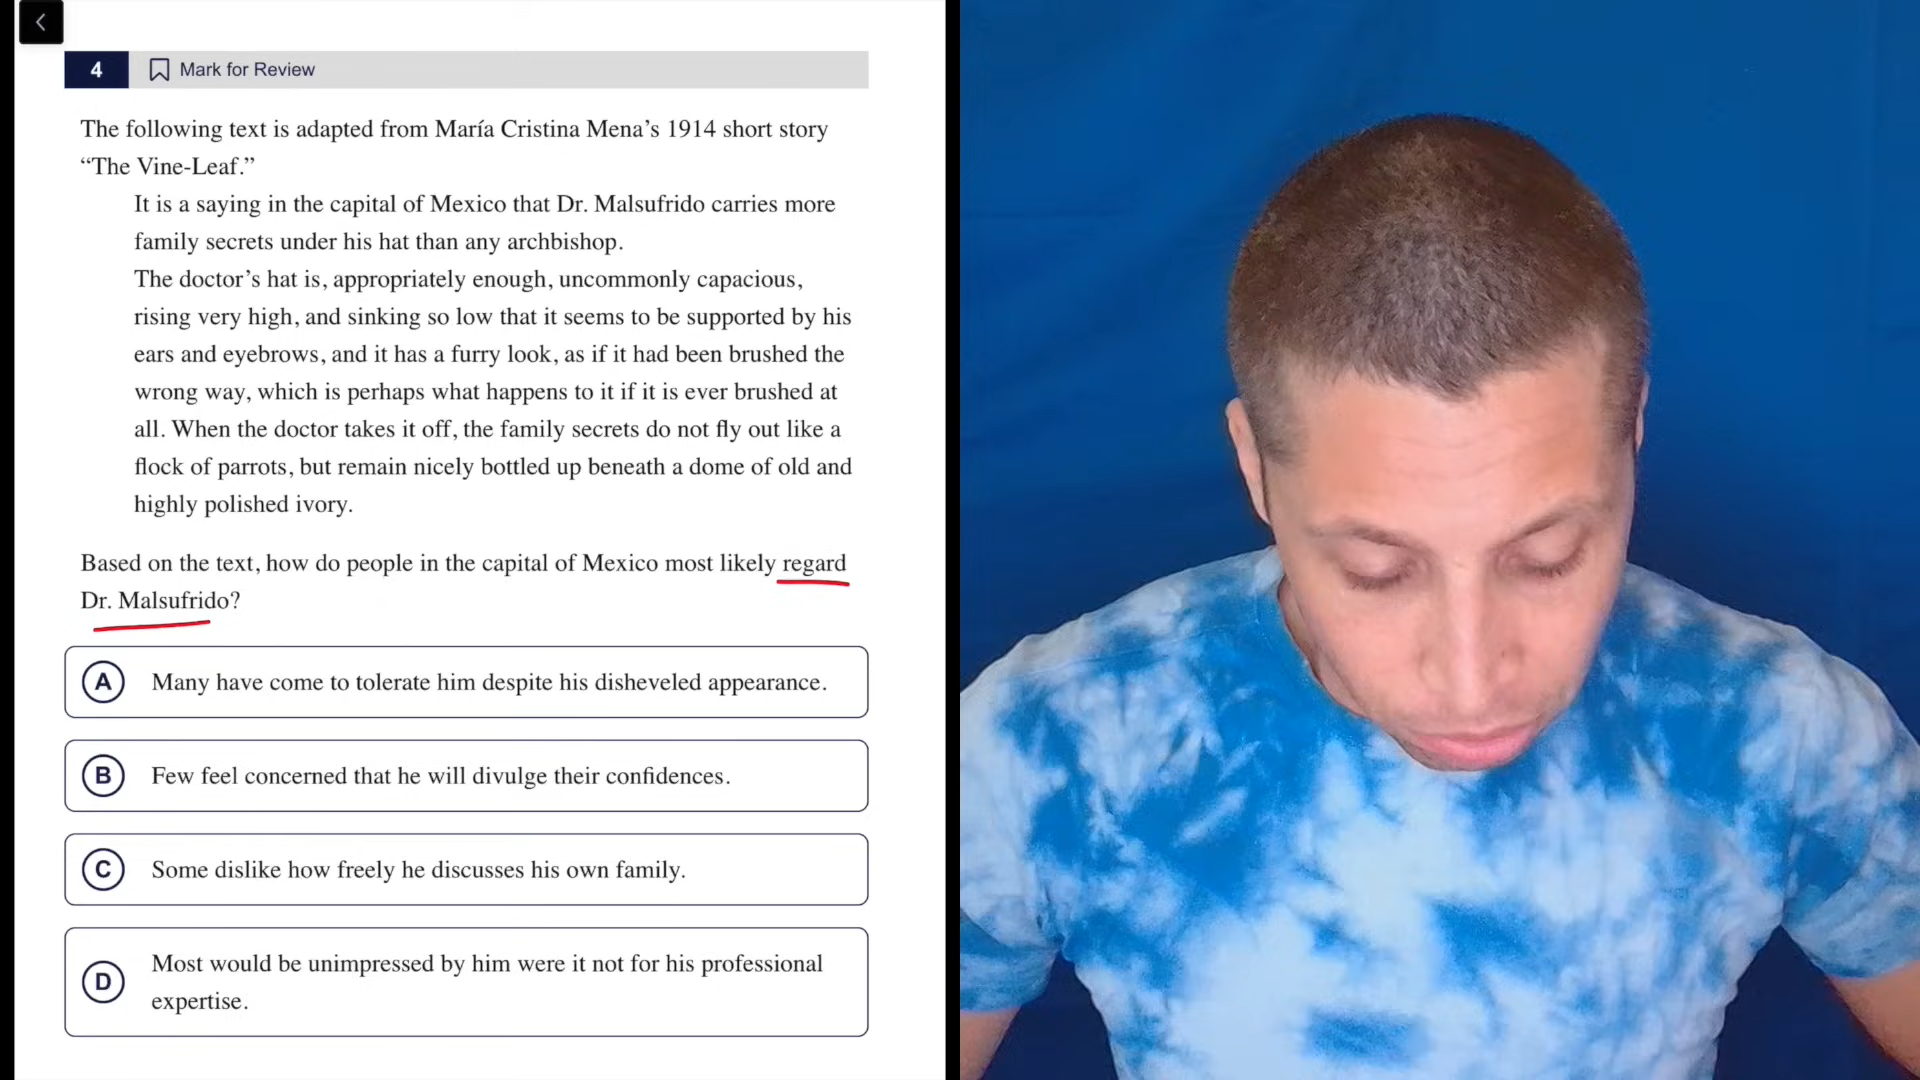 4 Mark for Review
The following text is adapted from María Cristina Mena’s 1914 short story
“The Vine-Leaf.”
It is a saying in the capital of Mexico that Dr. Malsufrido carries more
family secrets under his hat than any archbishop.
The doctor’s hat is, appropriately enough, uncommonly capacious,
rising very high, and sinking so low that it seems to be supported by his
ears and eyebrows, and it has a furry look, as if it had been brushed the
wrong way, which is perhaps what happens to it if it is ever brushed at
all. When the doctor takes it off, the family secrets do not fly out like a
flock of parrots, but remain nicely bottled up beneath a dome of old and
highly polished ivory.
Based on the text, how do people in the capital of Mexico most likely regard
Dr. Malsufrido?
A Many have come to tolerate him despite his disheveled appearance.
B Few feel concerned that he will divulge their confidences.
C Some dislike how freely he discusses his own family.
D Most would be unimpressed by him were it not for his professional
expertise.